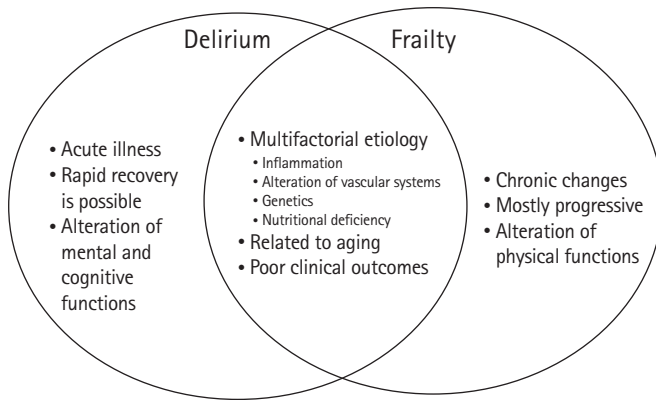 Delirium
Frailty
• Acute illness
• Rapid recovery
is possible
• Alteration of
mental and
cognitive
functions
• Multifactorial etiology
• Inflammation
• Alteration of vascular systems
• Genetics
• Nutritional deficiency
• Related to aging
• Poor clinical outcomes
• Chronic changes
• Mostly progressive
• Alteration of
physical functions